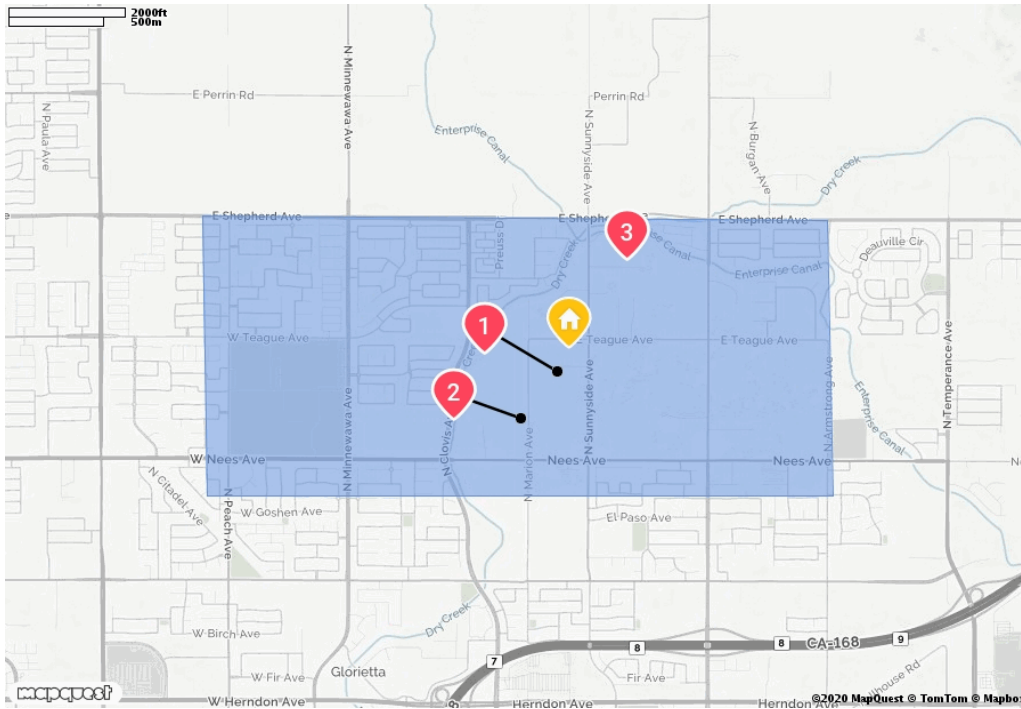 2000ft
500m
N Paula Ave
N Minnewawa Ave
E Perrin Rd
Perrin Rd
Enterprise Canal
N Sunnyside Ave
N Burgan Ave
Dry Creek
E Shepherd Ave
E Shepherd Ave
Preuss D
Dry Creek
3
Deauville Cir
Enterprise Canal
1
W Teague Ave
E Teague Ave
E Teague Ave
2
N Minnewawa Ave
N Clovis A
N Marion Ave
N Sunnyside Ave
N Armstrong Ave
N Temperance Ave
Enterprise Canal
W Nees Ave
Nees Ave
Nees Ave
N Citadel Ave
N Peach Ave
W Goshen Ave
El Paso Ave
Dry Creek
W Birch Ave
Glorietta
7
8
8
CA-168
9
W Fir Ave
Fir Ave
mapquest
W Herndon Ave
Herndon Ave
Herndon Ave
©2020 MapQuest © TomTom © Mapbo